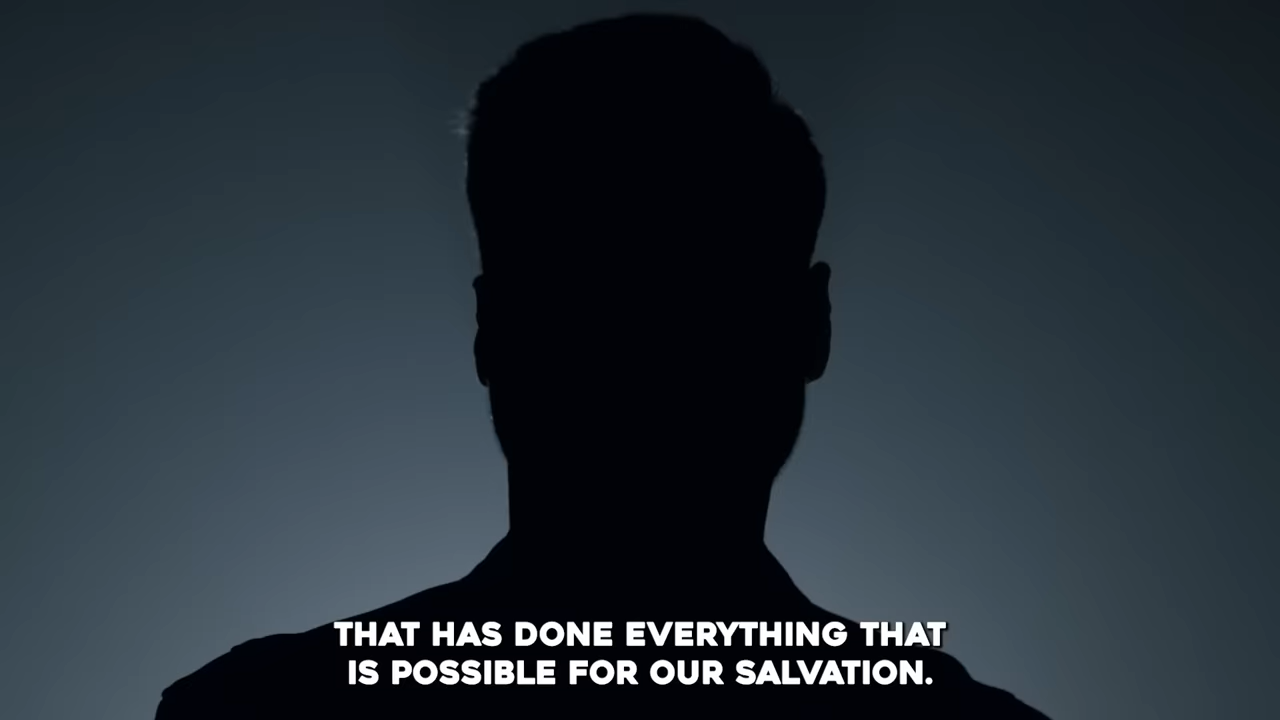 THAT HAS DONE EVERYTHING THAT
IS POSSIBLE FOR OUR SALVATION.